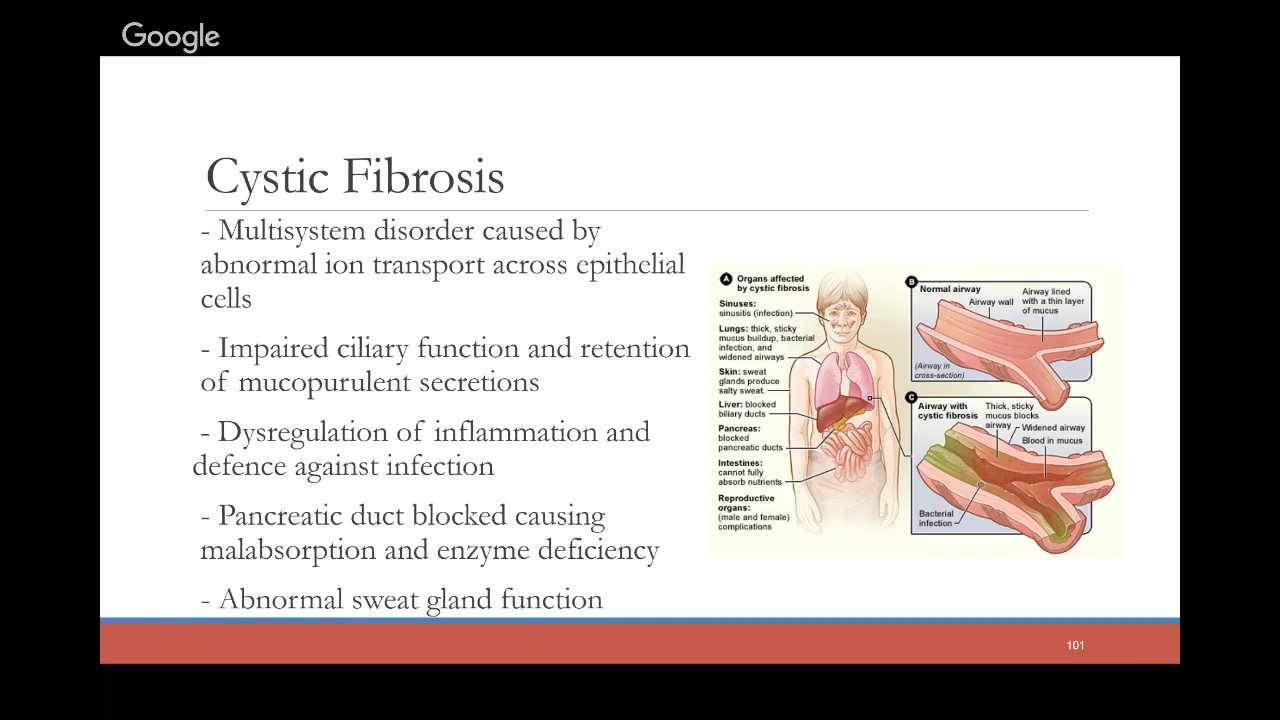 Google
Cystic Fibrosis
- Multisystem disorder caused by
abnormal ion transport across epithelial
cells
- Impaired ciliary function and retention
of mucopurulent secretions
- Dysregulation of inflammation and
defence against infection
- Pancreatic duct blocked causing
malabsorption and enzyme deficiency
- Abnormal sweat gland function
A Organs affected
by cystic fibrosis
Sinuses:
sinusitis (infection)
Lungs: thick, sticky
mucus buildup, bacterial
infection, and
widened airways
Skin: sweat
glands produce
salty sweat.
Liver: blocked
biliary ducts
Pancreas:
blocked
pancreatic ducts
Intestines:
cannot fully
absorb nutrients
Reproductive
organs:
(male and female)
complications
B
Normal airway
Airway wall
Airway lined
with a thin layer
of mucus
(Airway in
cross-section)
C
Airway with
cystic fibrosis
Thick, sticky
mucus blocks
airway
Widened airway
Blood in mucus
Bacterial
infection
101